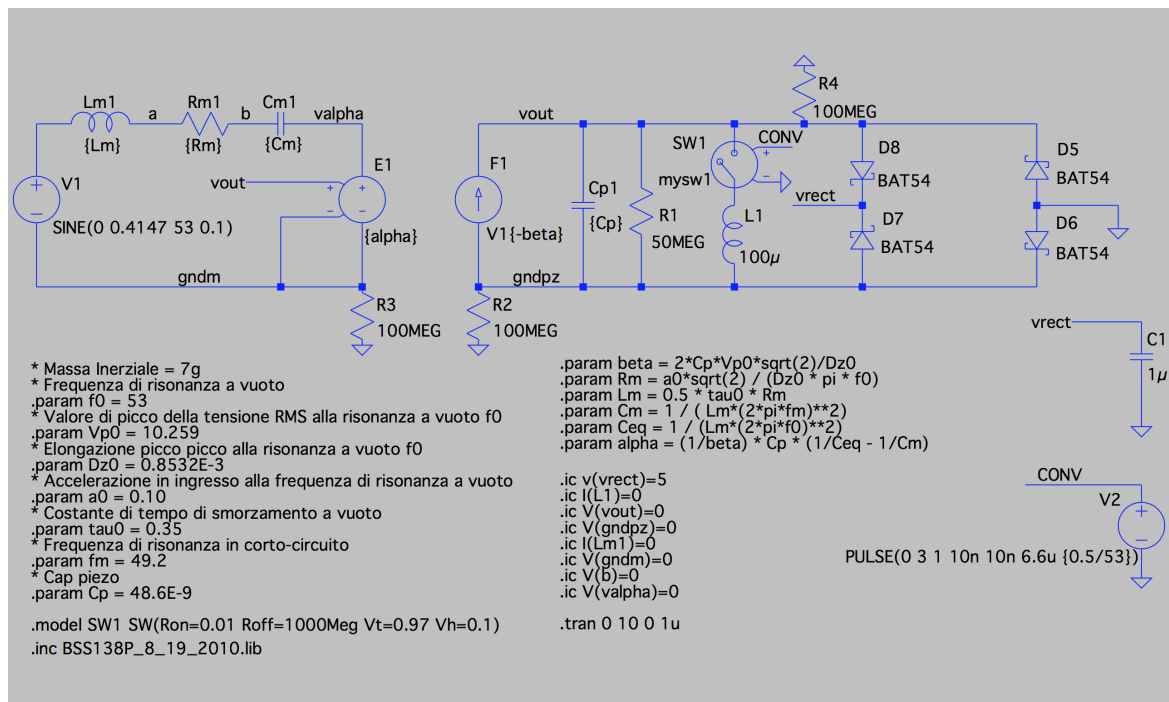 Lm1
a
{Lm}
Rm1
b
{Rm}
Cm1
valpha
{Cm}
V1
+
−
SINE(0 0.4147 53 0.1)
vout
+
−
E1
+
−
{alpha}
gndm
R3
100MEG
vout
F1
V1{-beta}
gndpz
R2
100MEG
Cp1
{Cp}
R1
50MEG
SW1
CONV
+
−
mysw1
L1
100µ
R4
100MEG
D8
BAT54
vrect
D7
BAT54
D5
BAT54
D6
BAT54
vrect
C1
1µ
* Massa Inerziale = 7g
* Frequenza di risonanza a vuoto
.param f0 = 53
* Valore di picco della tensione RMS alla risonanza a vuoto f0
.param Vp0 = 10.259
* Elongazione picco picco alla risonanza a vuoto f0
.param Dz0 = 0.8532E-3
* Accelerazione in ingresso alla frequenza di risonanza a vuoto
.param a0 = 0.10
* Costante di tempo di smorzamento a vuoto
.param tau0 = 0.35
* Frequenza di risonanza in corto-circuito
.param fm = 49.2
* Cap piezo
.param Cp = 48.6E-9
.model SW1 SW(Ron=0.01 Roff=1000Meg Vt=0.97 Vh=0.1)
.inc BSS138P_8_19_2010.lib
.param beta = 2*Cp*Vp0*sqrt(2)/Dz0
.param Rm = a0*sqrt(2) / (Dz0 * pi * f0)
.param Lm = 0.5 * tau0 * Rm
.param Cm = 1 / ( Lm*(2*pi*fm)**2)
.param Ceq = 1 / (Lm*(2*pi*f0)**2)
.param alpha = (1/beta) * Cp * (1/Ceq - 1/Cm)
.ic v(vrect)=5
.ic I(L1)=0
.ic V(vout)=0
.ic V(gndpz)=0
.ic I(Lm1)=0
.ic V(gndm)=0
.ic V(b)=0
.ic V(valpha)=0
.tran 0 10 0 1u
CONV
V2
+
−
PULSE(0 3 1 10n 10n 6.6u {0.5/53})